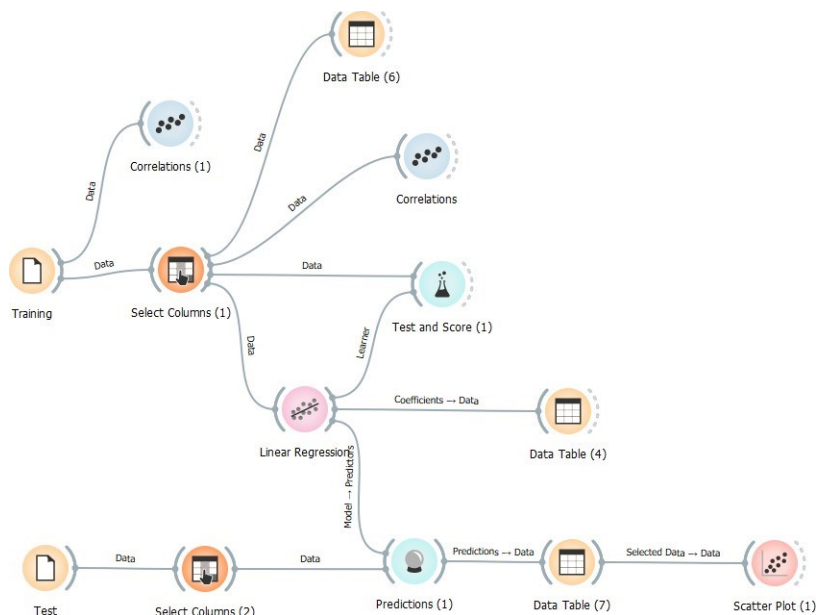 Data Table (6)
Data
Correlations (1)
Data
Data
Correlations
Data
Data
Training
Select Columns (1)
Test and Score (1)
Data
Learner
Coefficients → Data
Linear Regression
Data Table (4)
Model → Predictors
Data
Data
Predictions → Data
Selected Data → Data
Test
Select Columns (2)
Predictions (1)
Data Table (7)
Scatter Plot (1)